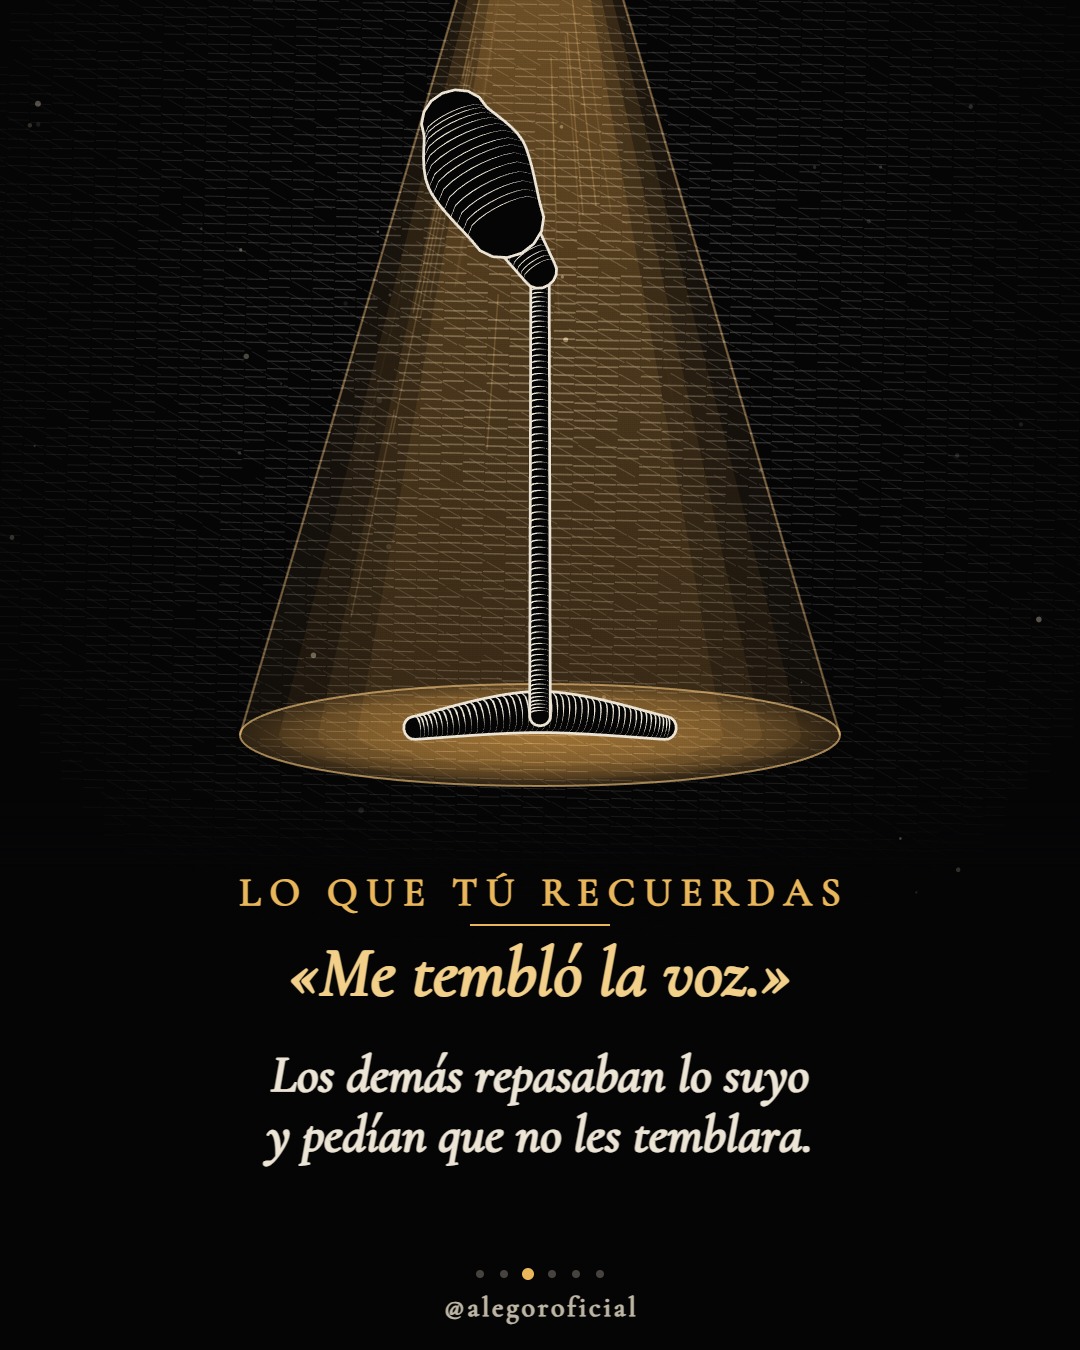 LO QUE TÚ RECUERDAS
«Me tembló la voz.»
Los demás repasaban lo suyo
y pedían que no les temblara.
@alegoroficial